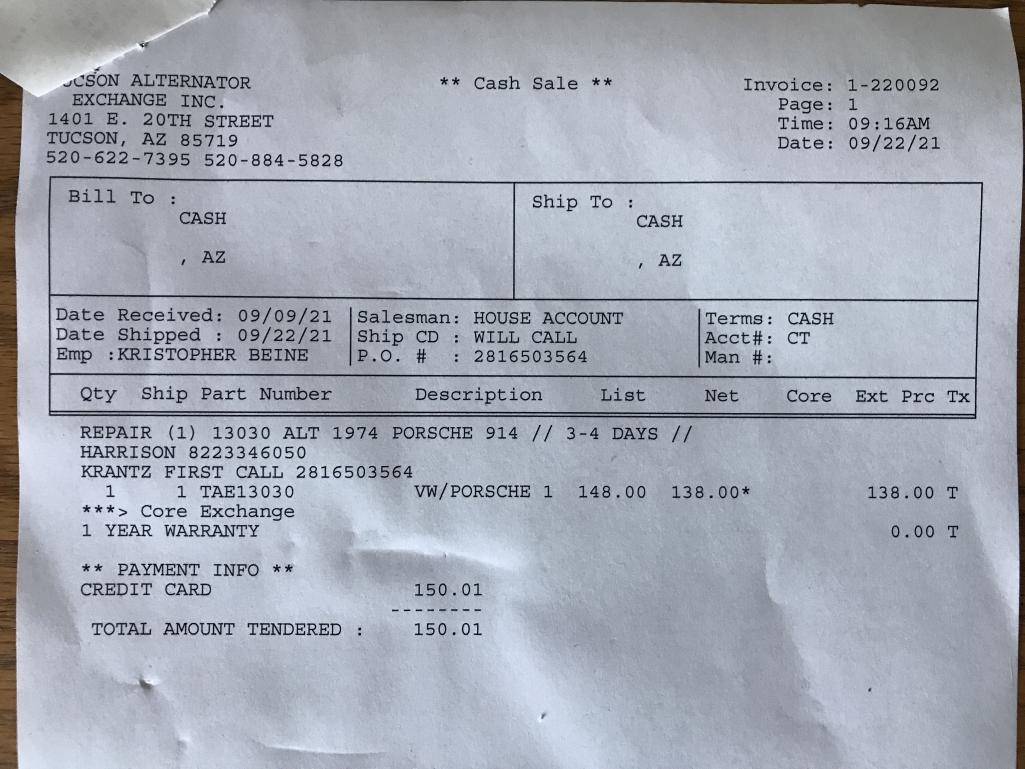 TUCSON ALTERNATOR ** Cash Sale ** Invoice: 1-220092
EXCHANGE INC. Page: 1
1401 E. 20TH STREET Time: 09:16AM
TUCSON, AZ 85719 Date: 09/22/21
520-622-7395 520-884-5828
Bill To : Ship To :
CASH CASH
, AZ , AZ
Date Received: 09/09/21 Salesman: HOUSE ACCOUNT Terms: CASH
Date Shipped : 09/22/21 Ship CD : WILL CALL Acct#: CT
Emp :KRISTOPHER BEINE P.O. # : 2816503564 Man #:
Qty Ship Part Number Description List Net Core Ext Prc Tx
REPAIR (1) 13030 ALT 1974 PORSCHE 914 // 3-4 DAYS //
HARRISON 8223346050
KRANTZ FIRST CALL 2816503564
1 1 TAE13030 VW/PORSCHE 1 148.00 138.00* 138.00 T
***> Core Exchange
1 YEAR WARRANTY 0.00 T
** PAYMENT INFO **
CREDIT CARD 150.01
--------
TOTAL AMOUNT TENDERED : 150.01